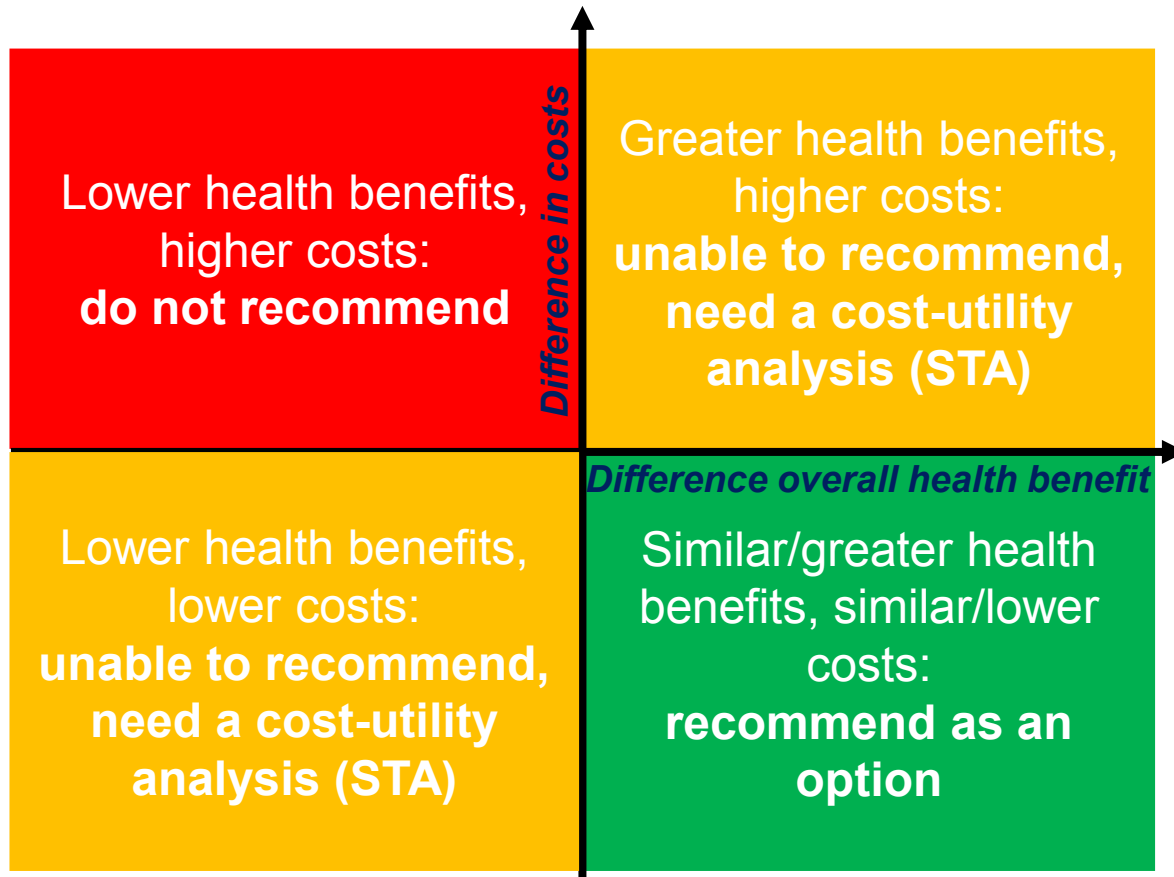 Lower health benefits,
higher costs:
do not recommend
Difference in costs
Greater health benefits,
higher costs:
unable to recommend,
need a cost-utility
analysis (STA)
Lower health benefits,
lower costs:
unable to recommend,
need a cost-utility
analysis (STA)
Difference overall health benefit
Similar/greater health
benefits, similar/lower
costs:
recommend as an
option